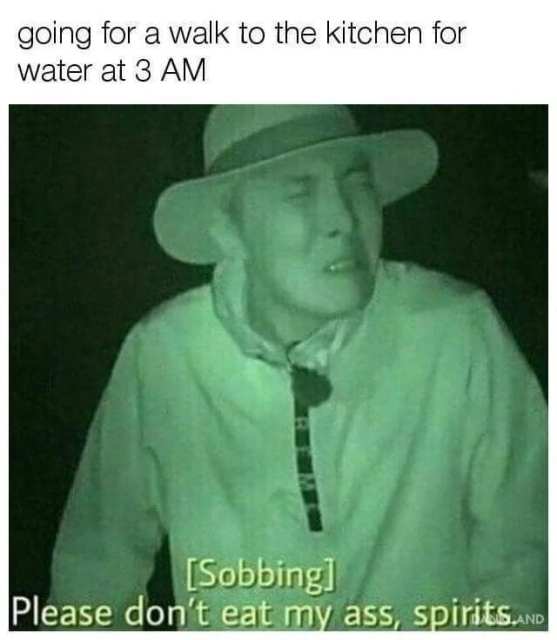 going for a walk to the kitchen for
water at 3 AM
[Sobbing]
Please don't eat my ass, spirits.